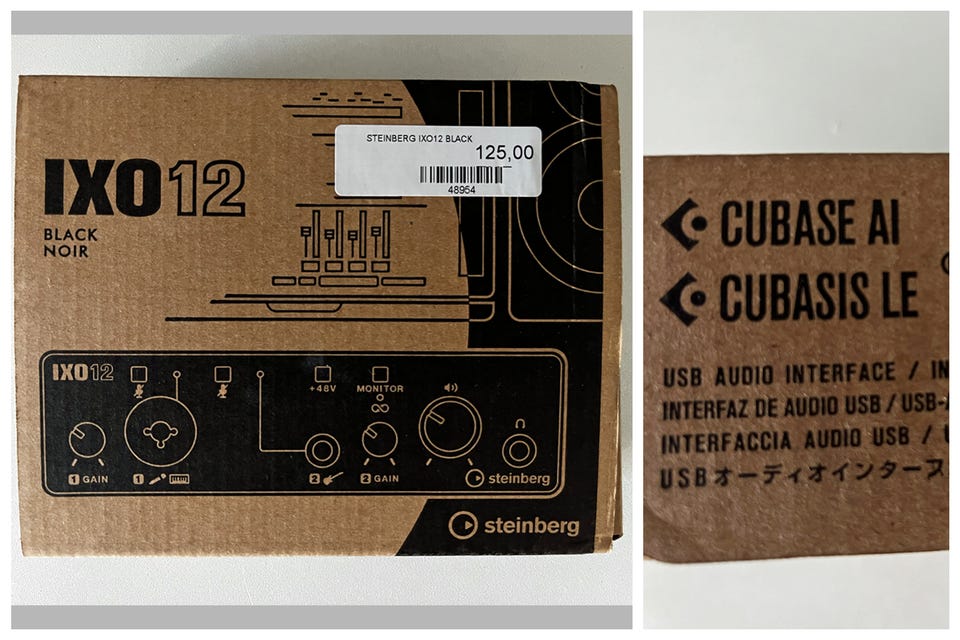 IXO12
BLACK
NOIR
STEINBERG IXO12 BLACK
125,00
48954
IXO12
+48V
MONITOR
1 GAIN
1
2
2 GAIN
steinberg
steinberg
CUBASE AI
CUBASIS LE
USB AUDIO INTERFACE / IN
INTERFAZ DE AUDIO USB / USB-A
INTERFACCIA AUDIO USB / U
USBオーディオインターフ